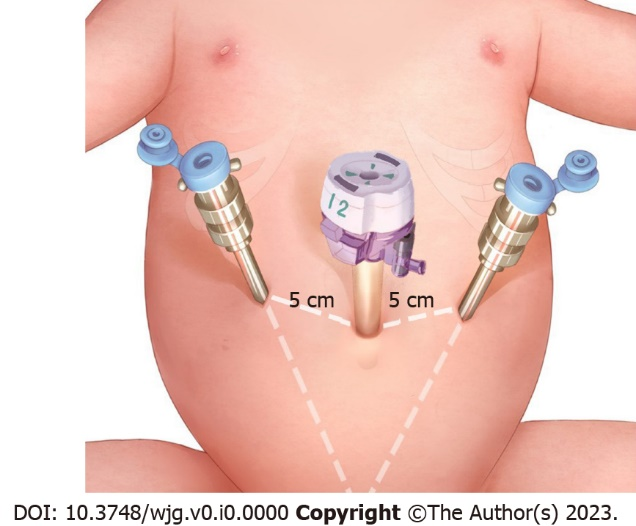 12
5 cm 5 cm
DOI: 10.3748/wjg.v0.i0.0000 Copyright ©The Author(s) 2023.